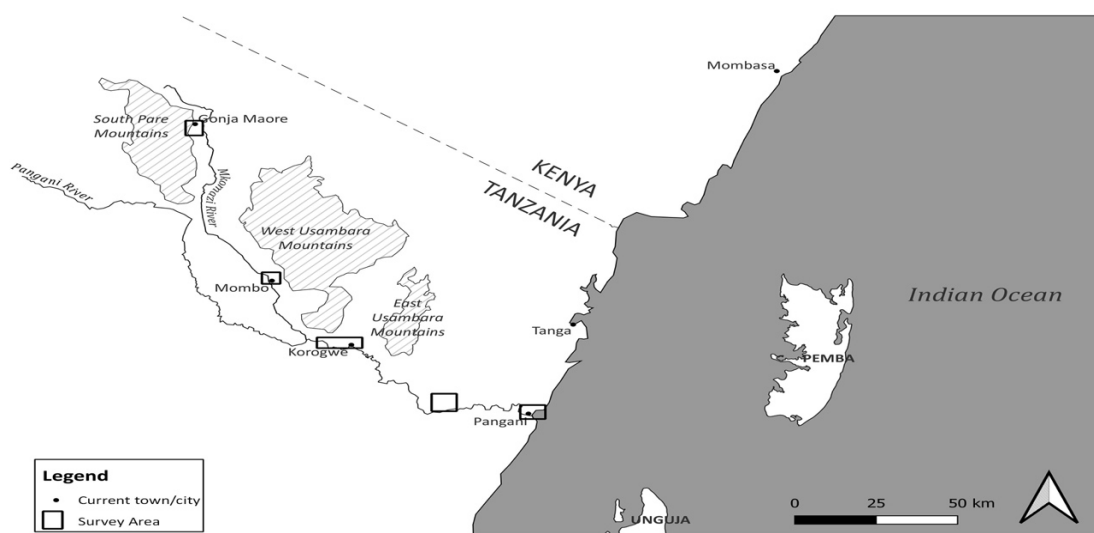 Mombasa
South Pare
Mountains
Gonja Maore
Pangani River
Mkomazi River
KENYA
TANZANIA
West Usambara
Mountains
Mombo
East
Usambara
Mountains
Indian Ocean
Tanga
Korogwe
PEMBA
Pangani
Legend
Current town/city
Survey Area
UNGUJA
0 25 50 km